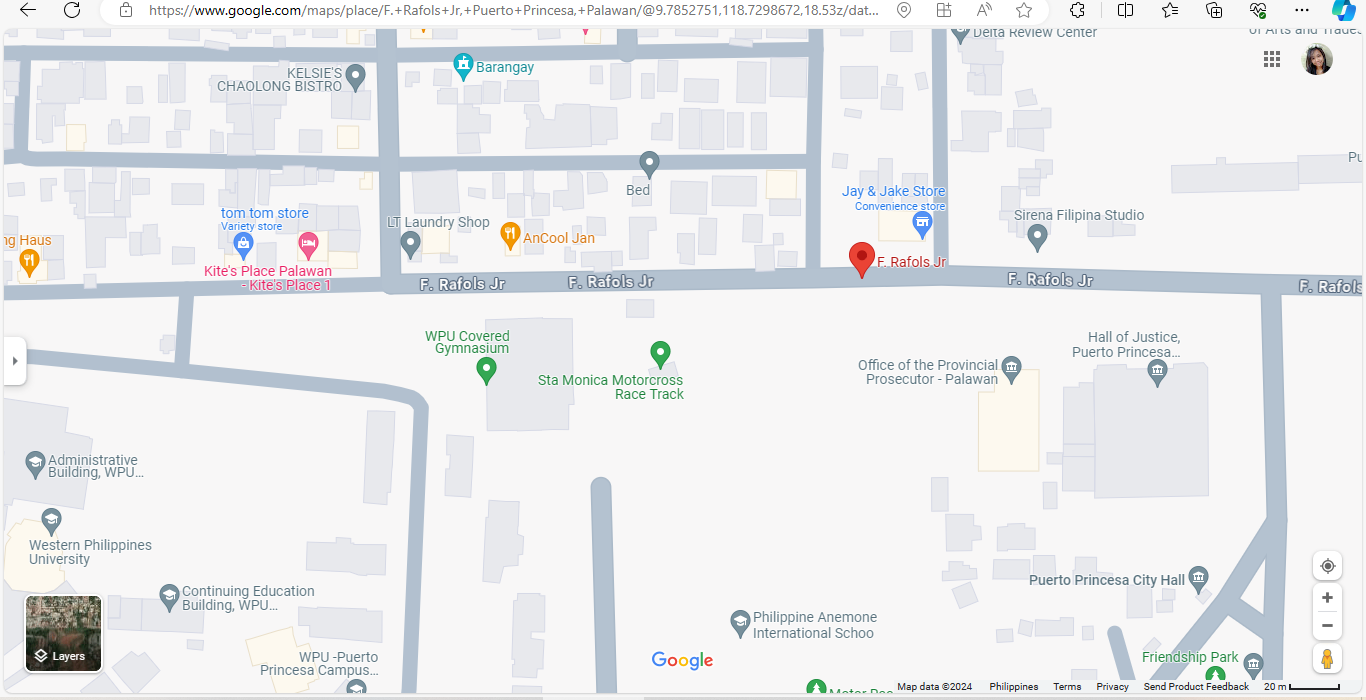 https://www.google.com/maps/place/F.+Rafols+Jr,+Puerto+Princesa,+Palawan/@9.7852751,118.7298672,18.53z/dat...
Delta Review Center
of Arts and Trades
KELSIE'S
CHAOLONG BISTRO
Barangay
Bed
Jay & Jake Store
Convenience store
tom tom store
Variety store
LT Laundry Shop
Sirena Filipina Studio
ng Haus
AnCool Jan
Kite's Place Palawan
- Kite's Place 1
F. Rafols Jr
F. Rafols Jr
F. Rafols Jr
F. Rafols Jr
F. Rafols
WPU Covered
Gymnasium
Hall of Justice,
Puerto Princesa...
Office of the Provincial
Prosecutor - Palawan
Sta Monica Motorcross
Race Track
Administrative
Building, WPU...
Western Philippines
University
Continuing Education
Building, WPU...
Puerto Princesa City Hall
Philippine Anemone
International Schoo
WPU -Puerto
Princesa Campus...
Friendship Park
Layers
Google
Map data ©2024 Philippines Terms Privacy Send Product Feedback 20 m